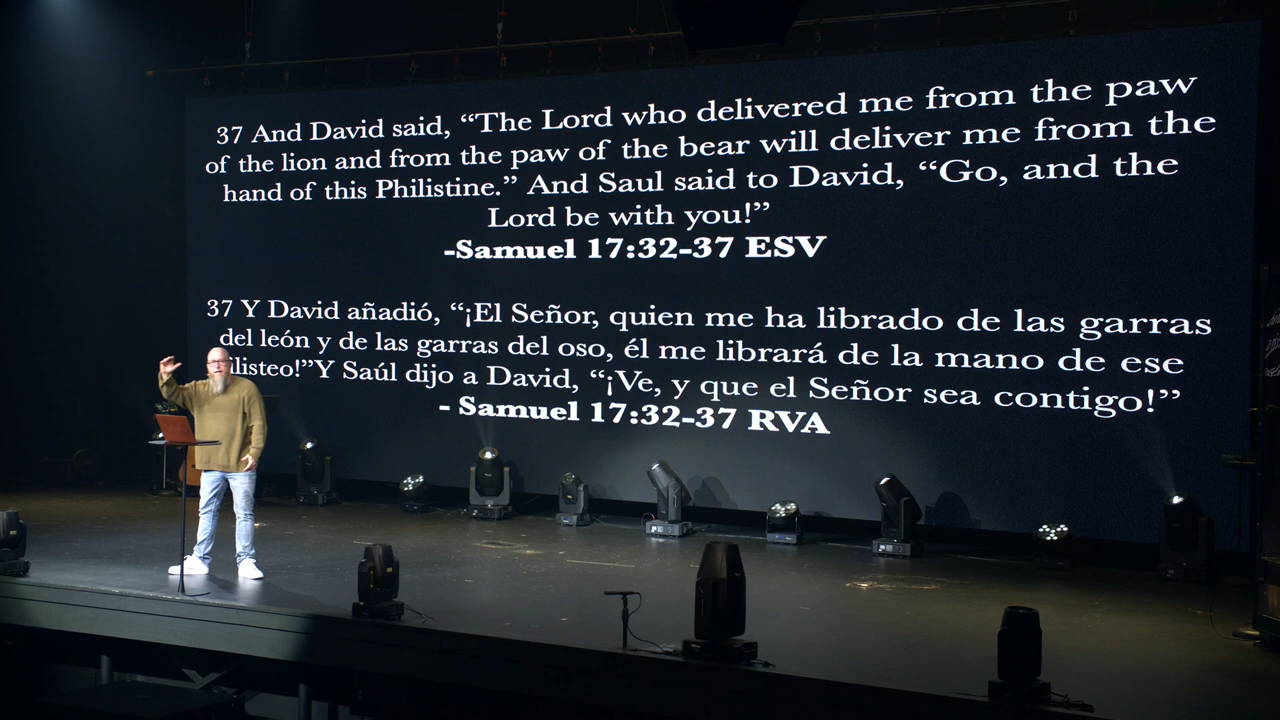 37 And David said, “The Lord who delivered me from the paw
of the lion and from the paw of the bear will deliver me from the
hand of this Philistine.” And Saul said to David, “Go, and the
Lord be with you!”
-Samuel 17:32-37 ESV
37 Y David añadió, “¡El Señor, quien me ha librado de las garras
del león y de las garras del oso, él me librará de la mano de ese
ilisteo!”Y Saúl dijo a David, “¡Ve, y que el Señor sea contigo!”
- Samuel 17:32-37 RVA